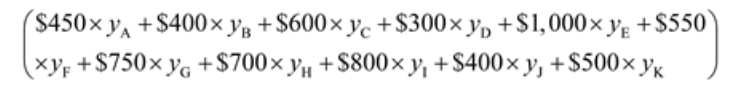 $450× y_A +$400× y_B +$600× y_C +$300× y_D +$1,000× y_E +$550
×y_F +$750× y_G +$700× y_H +$800× y_I +$400× y_J +$500× y_K